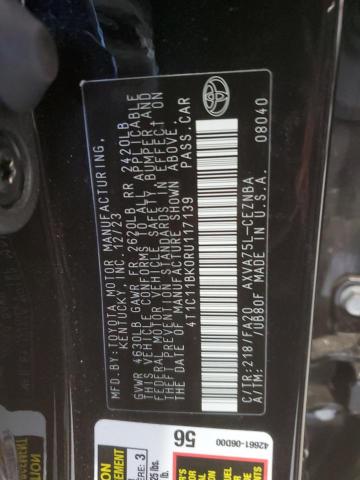 MFD.BY:TOYOTA MOTOR MANUFACTURING,
KENTUCKY, INC. 12/23
GVWR 4630LB GAWR FR 2620LB RR 2420LB
THIS VEHICLE CONFORMS TO ALL APPLICABLE
FEDERAL MOTOR VEHICLE SAFETY, BUMPER AND
THEFT PREVENTION STANDARDS IN EFFECT ON
THE DATE OF MANUFACTURE SHOWN ABOVE.
4T1C11BK0RU117139 PASS.CAR
C/TR:218/FA20 AXVA75L-CEZNBA
A/TM: /UB80F MADE IN U.S.A. 08040
42661-06D00
56